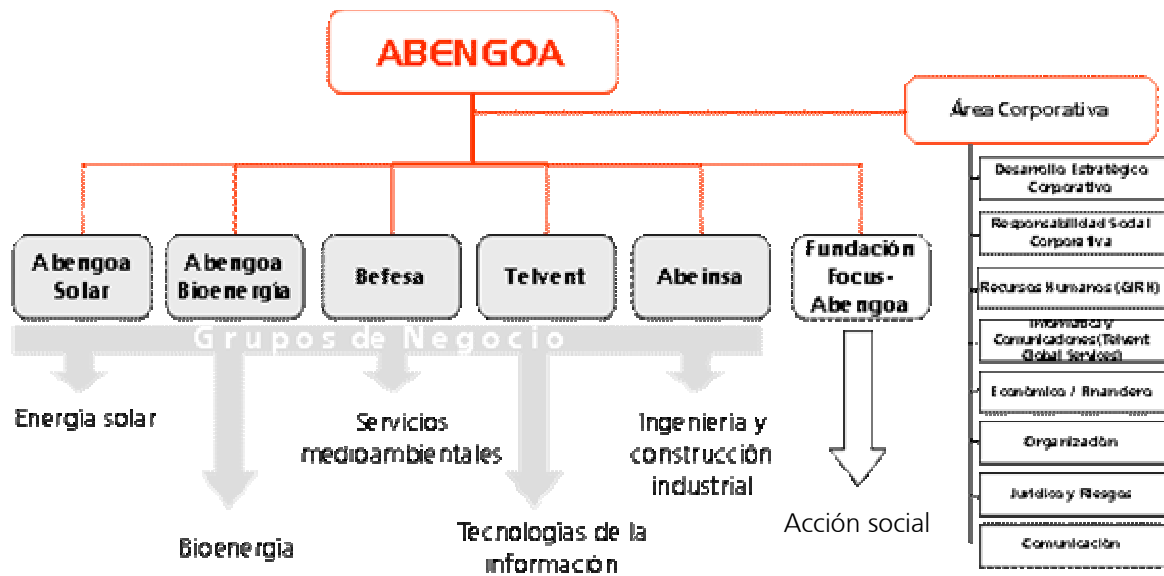 ABENGOA
Área Corporativa
Desarrollo Estratégico
Corporativo
Responsabilidad Social
Corporativa
Recursos Humanos (GIRH)
Informática y
Comunicaciones (Telvent
Global Services)
Económico / Financiero
Organización
Jurídico y Riesgos
Comunicación
Abengoa
Solar
Abengoa
Bioenergía
Befesa
Telvent
Abeinsa
Fundación
Focus-
Abengoa
Grupos de Negocio
Energía solar
Bioenergía
Servicios
medioambientales
Tecnologías de la
información
Ingeniería y
construcción
industrial
Acción social